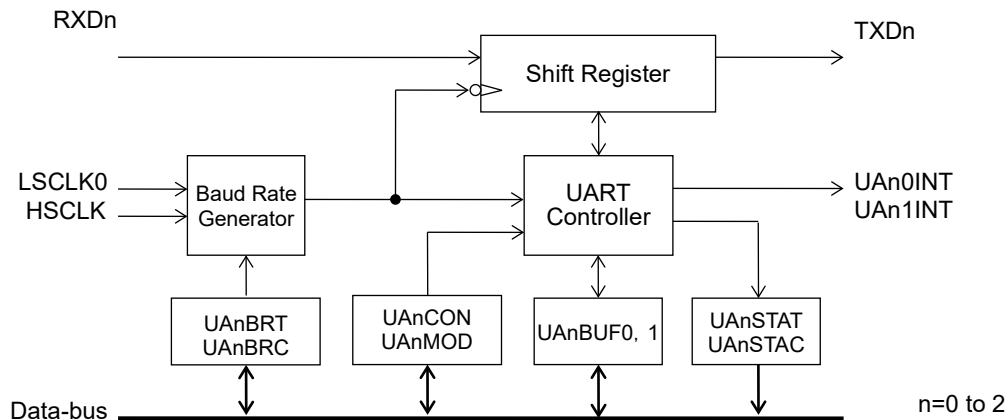 RXDn
TXDn
Shift Register
LSCLK0
HSCLK
Baud Rate
Generator
UART
Controller
UAn0INT
UAn1INT
UAnBRT
UAnBRC
UAnCON
UAnMOD
UAnBUF0, 1
UAnSTAT
UAnSTAC
Data-bus
n=0 to 2